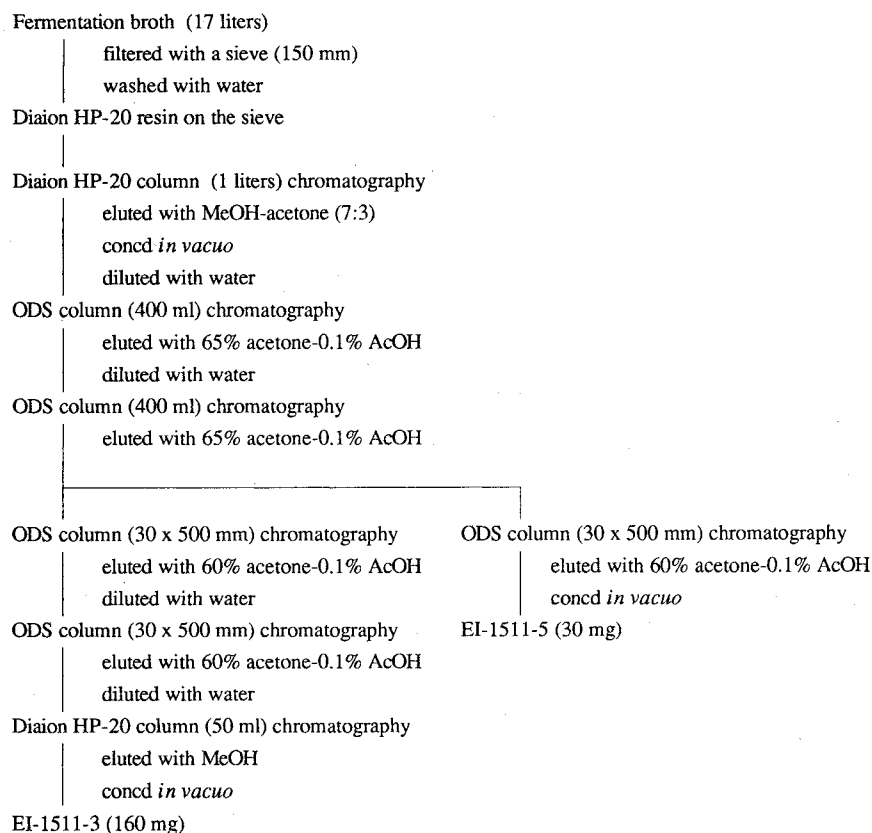 Fermentation broth (17 liters)
filtered with a sieve (150 mm)
washed with water
Diaion HP-20 resin on the sieve
Diaion HP-20 column (1 liters) chromatography
eluted with MeOH-acetone (7:3)
concd in vacuo
diluted with water
ODS column (400 ml) chromatography
eluted with 65% acetone-0.1% AcOH
diluted with water
ODS column (400 ml) chromatography
eluted with 65% acetone-0.1% AcOH
ODS column (30 x 500 mm) chromatography
eluted with 60% acetone-0.1% AcOH
diluted with water
ODS column (30 x 500 mm) chromatography
eluted with 60% acetone-0.1% AcOH
diluted with water
Diaion HP-20 column (50 ml) chromatography
eluted with MeOH
concd in vacuo
EI-1511-3 (160 mg)
ODS column (30 x 500 mm) chromatography
eluted with 60% acetone-0.1% AcOH
concd in vacuo
EI-1511-5 (30 mg)